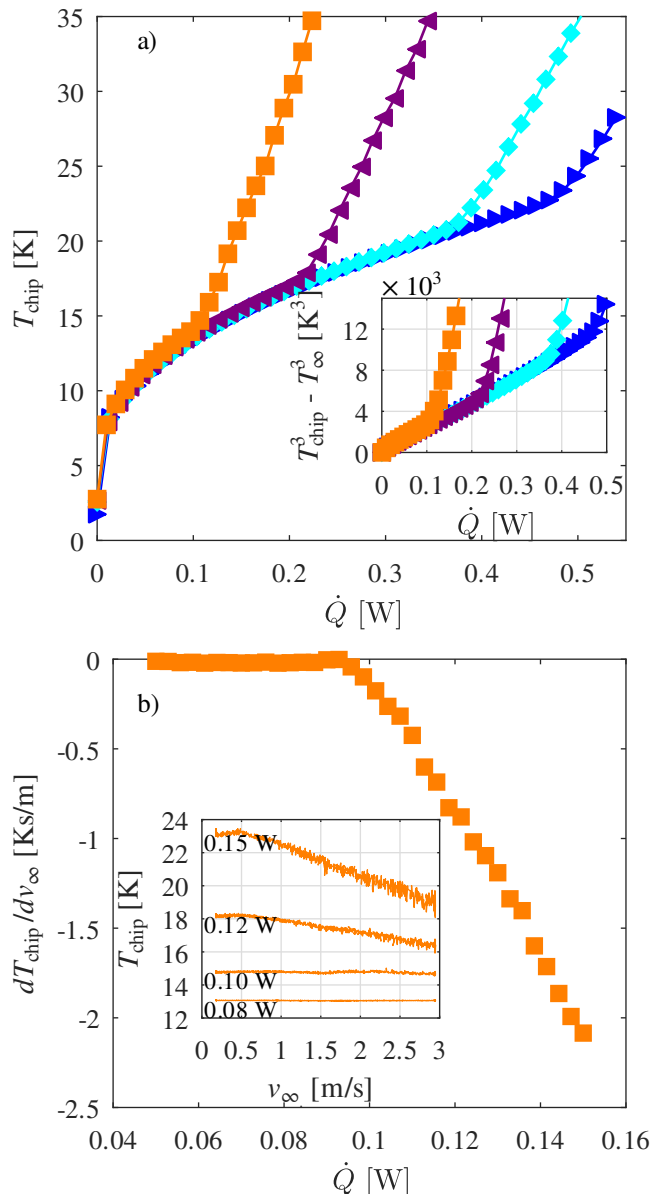 a)
35
30
25
20
15
10
5
0
T_chip [K]
0 0.1 0.2 0.3 0.4 0.5
Q̇ [W]
× 10³
12
8
4
0
T³_chip - T³_∞ [K³]
0 0.1 0.2 0.3 0.4 0.5
Q̇ [W]
b)
0
-0.5
-1
-1.5
-2
-2.5
dT_chip/dv_∞ [Ks/m]
24
22
20
18
16
14
12
T_chip [K]
0.15 W
0.12 W
0.10 W
0.08 W
0 0.5 1 1.5 2 2.5 3
v_∞ [m/s]
0.04 0.06 0.08 0.1 0.12 0.14 0.16
Q̇ [W]